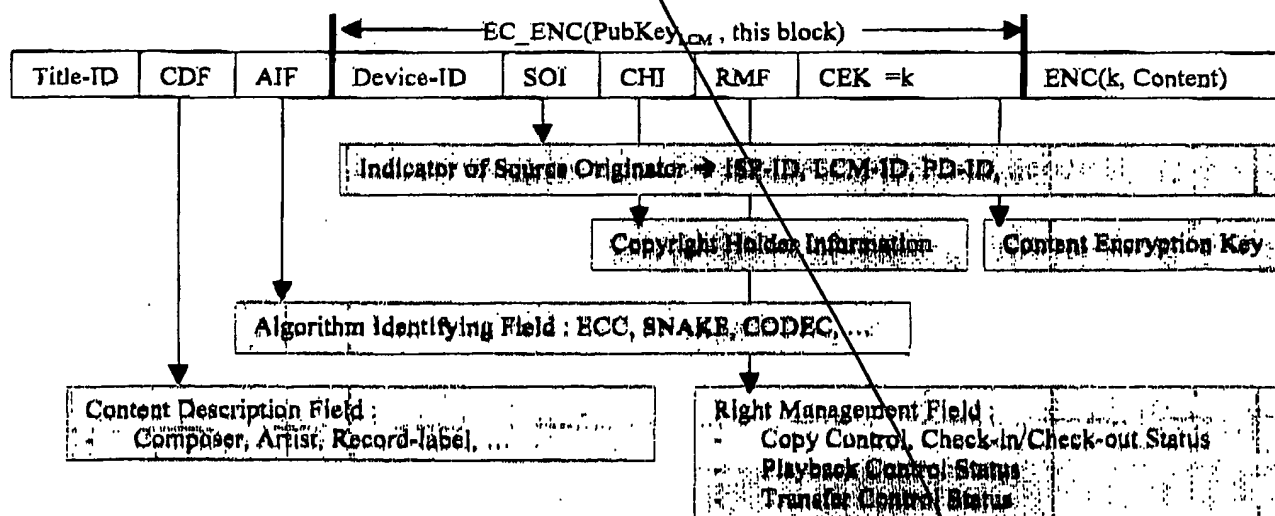 EC_ENC(PubKey_LCM , this block)
Title-ID CDF AIF Device-ID SOI CHI RMF CEK =k ENC(k, Content)
Indicator of Source Originator → ISP-ID, LCM-ID, PD-ID,
Copyright Holder Information Content Encryption Key
Algorithm Identifying Field : ECC, SNAKE, CODEC, ...
Content Description Field :
- Composer, Artist, Record-label, ...
Right Management Field :
- Copy Control, Check-in/Check-out Status
- Playback Control Status
- Transfer Control Status